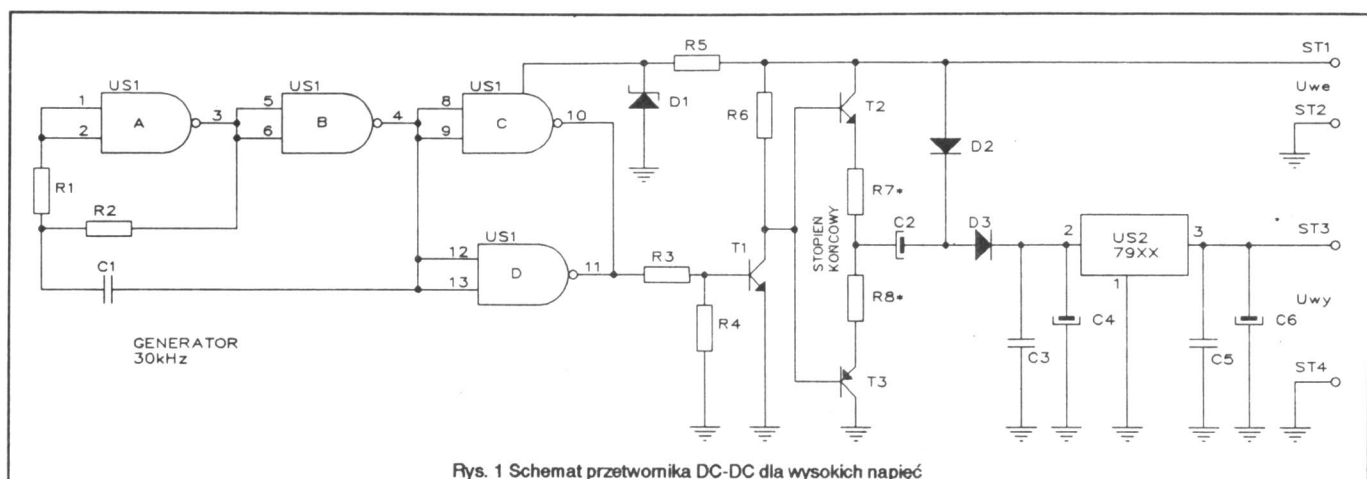 R5
ST1
US1
US1
US1
1
2
A
3
5
6
B
4
8
9
C
10
D1
R6
T2
Uwe
ST2
D2
R1
R2
R7*
STOPIEN
KOŃCOWY
C2
D3
2
US2
79XX
3
ST3
1
US1
12
13
D
11
R3
T1
C1
R8*
R4
C3
C4
C5
C6
Uwy
GENERATOR
30kHz
T3
ST4
Rys. 1 Schemat przetwornika DC-DC dla wysokich napięć